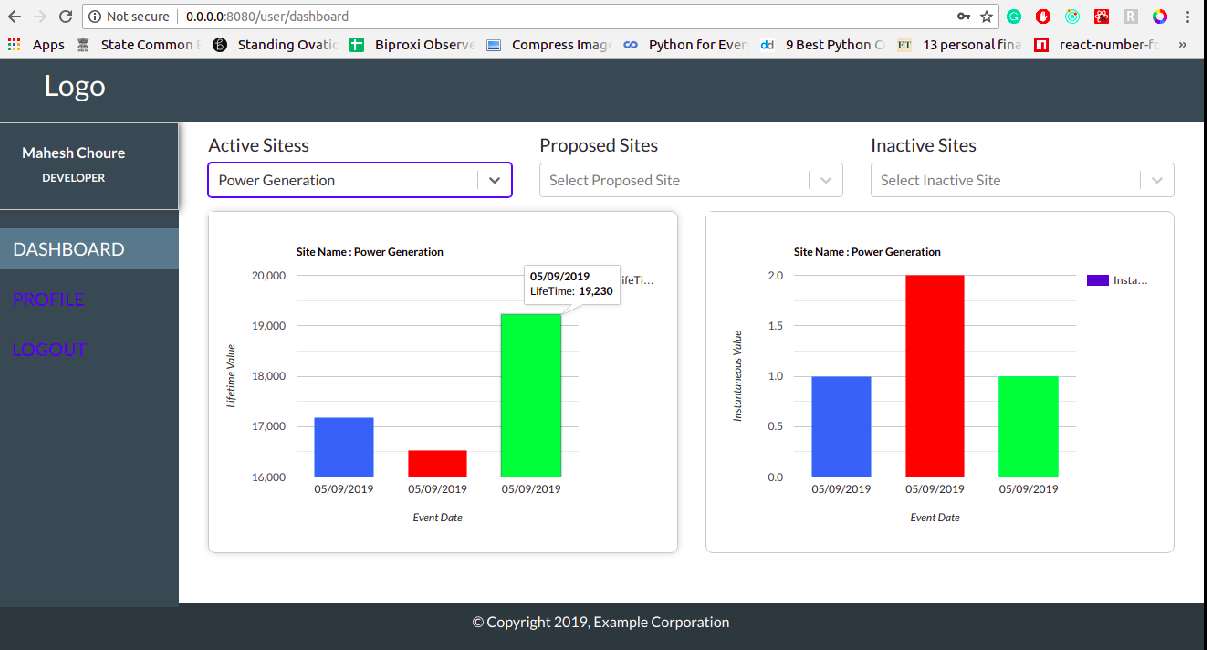 Not secure | 0.0.0.0:8080/user/dashboard
Apps State Common Standing Ovatic Biproxi Observe Compress Imag Python for Ever 9 Best Python C ET 13 personal fina react-number-fo »
Logo
Mahesh Choure
DEVELOPER
DASHBOARD
PROFILE
LOGOUT
Active Sitess Proposed Sites Inactive Sites
Power Generation Select Proposed Site Select Inactive Site
Site Name : Power Generation
05/09/2019
LifeTime: 19,230
ifeTi...
20,000
19,000
18,000
17,000
16,000
Lifetime Value
05/09/2019 05/09/2019 05/09/2019
Event Date
Site Name : Power Generation
Insta...
2.0
1.5
1.0
0.5
0.0
Instantaneous Value
05/09/2019 05/09/2019 05/09/2019
Event Date
© Copyright 2019, Example Corporation